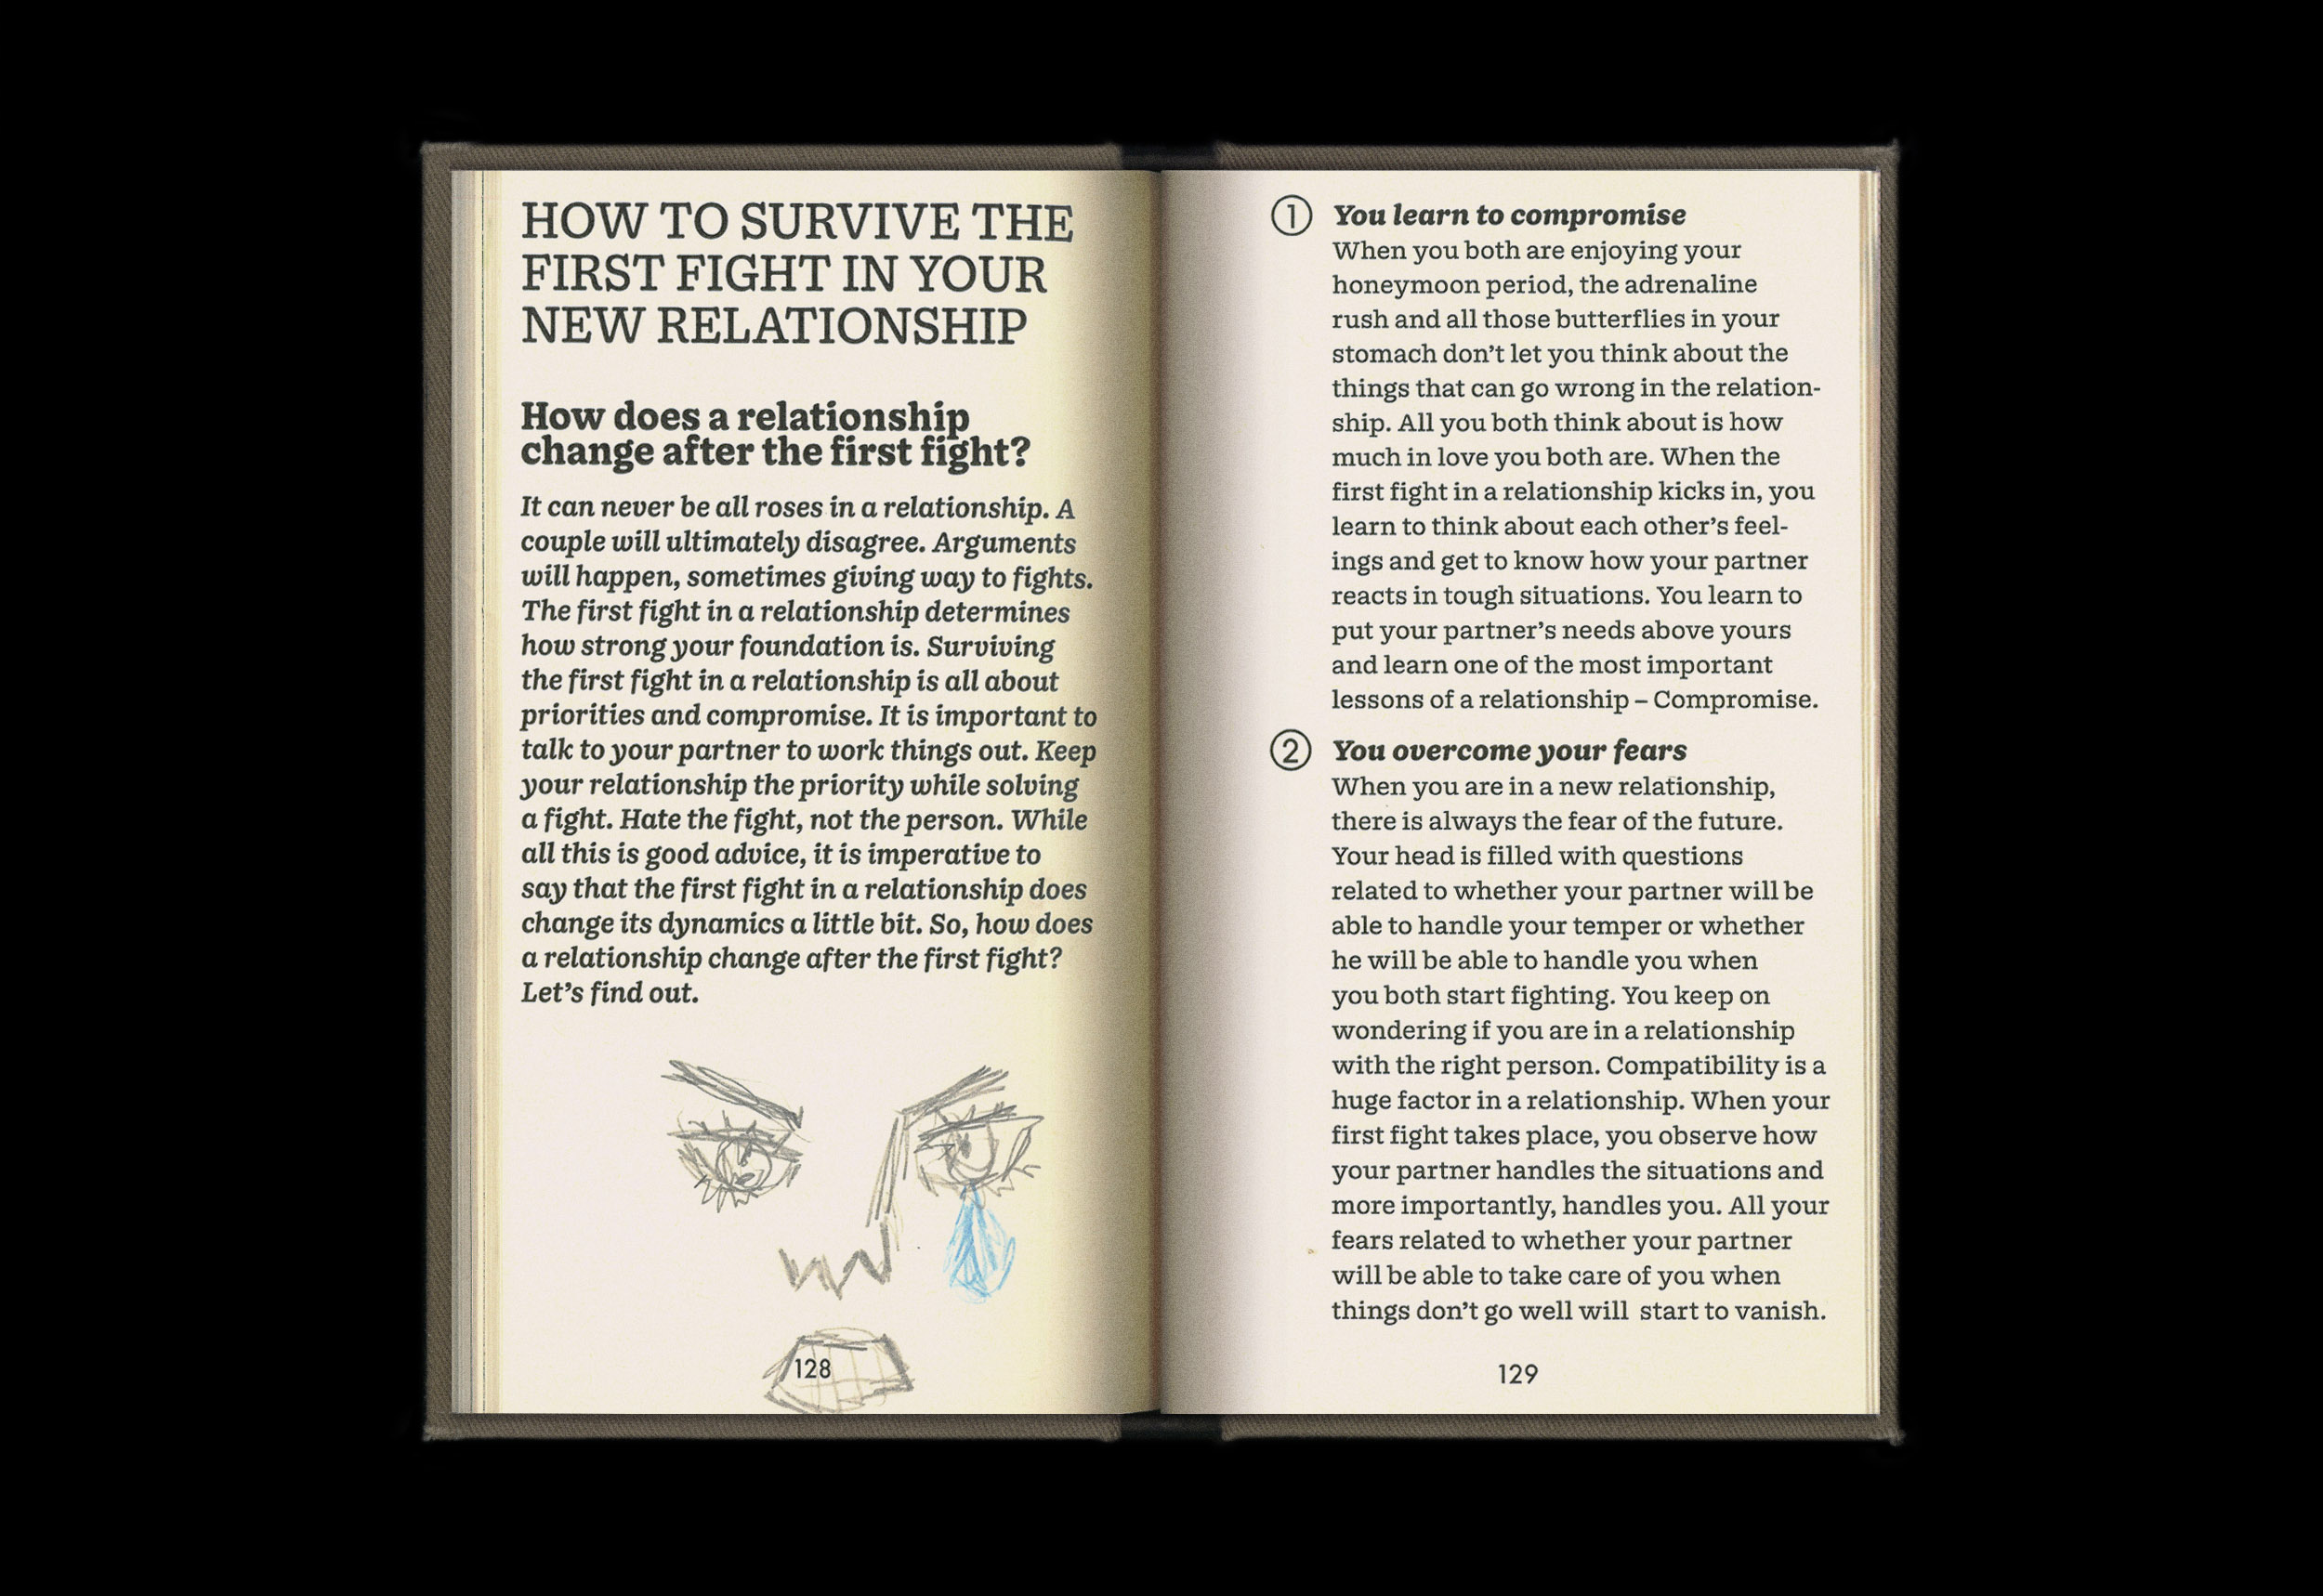 HOW TO SURVIVE THE
FIRST FIGHT IN YOUR
NEW RELATIONSHIP
How does a relationship
change after the first fight?
It can never be all roses in a relationship. A
couple will ultimately disagree. Arguments
will happen, sometimes giving way to fights.
The first fight in a relationship determines
how strong your foundation is. Surviving
the first fight in a relationship is all about
priorities and compromise. It is important to
talk to your partner to work things out. Keep
your relationship the priority while solving
a fight. Hate the fight, not the person. While
all this is good advice, it is imperative to
say that the first fight in a relationship does
change its dynamics a little bit. So, how does
a relationship change after the first fight?
Let’s find out.
128
① You learn to compromise
When you both are enjoying your
honeymoon period, the adrenaline
rush and all those butterflies in your
stomach don’t let you think about the
things that can go wrong in the relation-
ship. All you both think about is how
much in love you both are. When the
first fight in a relationship kicks in, you
learn to think about each other’s feel-
ings and get to know how your partner
reacts in tough situations. You learn to
put your partner’s needs above yours
and learn one of the most important
lessons of a relationship – Compromise.
② You overcome your fears
When you are in a new relationship,
there is always the fear of the future.
Your head is filled with questions
related to whether your partner will be
able to handle your temper or whether
he will be able to handle you when
you both start fighting. You keep on
wondering if you are in a relationship
with the right person. Compatibility is a
huge factor in a relationship. When your
first fight takes place, you observe how
your partner handles the situations and
more importantly, handles you. All your
fears related to whether your partner
will be able to take care of you when
things don’t go well will  start to vanish.
129